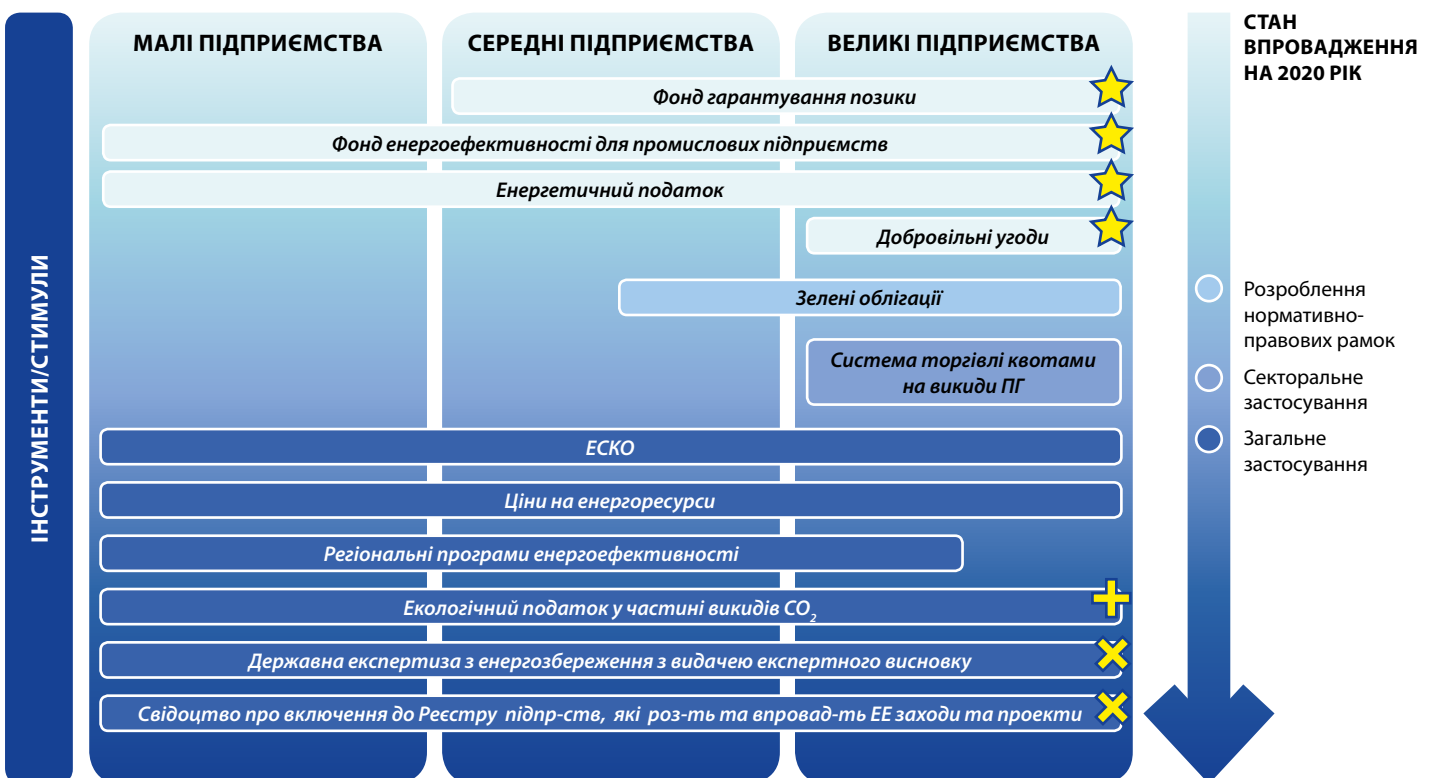 МАЛІ ПІДПРИЄМСТВА
СЕРЕДНІ ПІДПРИЄМСТВА
ВЕЛИКІ ПІДПРИЄМСТВА
СТАН
ВПРОВАДЖЕННЯ
НА 2020 РІК
ІНСТРУМЕНТИ/СТИМУЛИ
Фонд гарантування позики
Фонд енергоефективності для промислових підприємств
Енергетичний податок
Добровільні угоди
Зелені облігації
Система торгівлі квотами
на викиди ПГ
ЕСКО
Ціни на енергоресурси
Регіональні програми енергоефективності
Екологічний податок у частині викидів CO₂
Державна експертиза з енергозбереження з видачею експертного висновку
Свідоцтво про включення до Реєстру підпр-ств, які роз-ть та впровад-ть ЕЕ заходи та проекти
Розроблення
нормативно-
правових рамок
Секторальне
застосування
Загальне
застосування